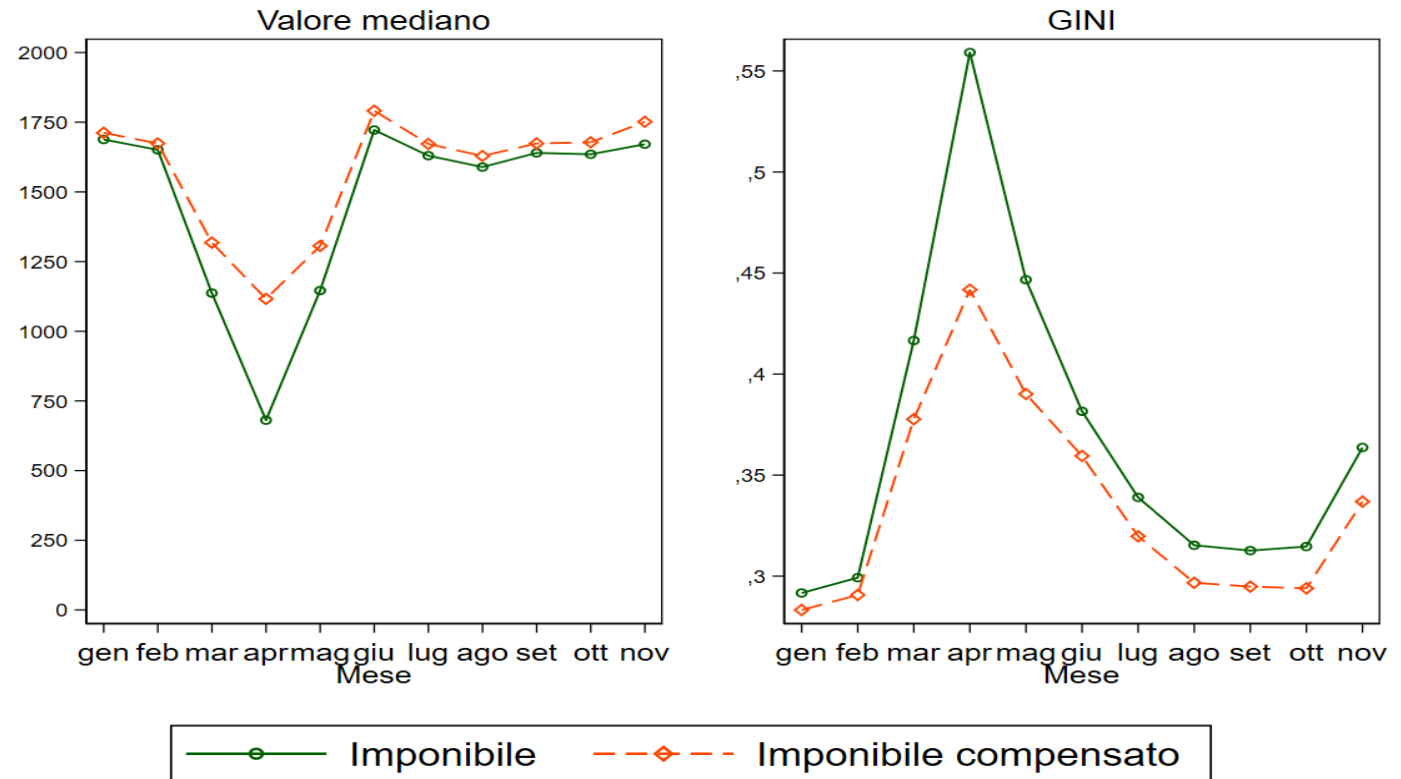 Valore mediano
2000
1750
1500
1250
1000
750
500
250
0
gen feb mar apr mag giu lug ago set ott nov
Mese
GINI
,55
,5
,45
,4
,35
,3
gen feb mar apr mag giu lug ago set ott nov
Mese
Imponibile Imponibile compensato